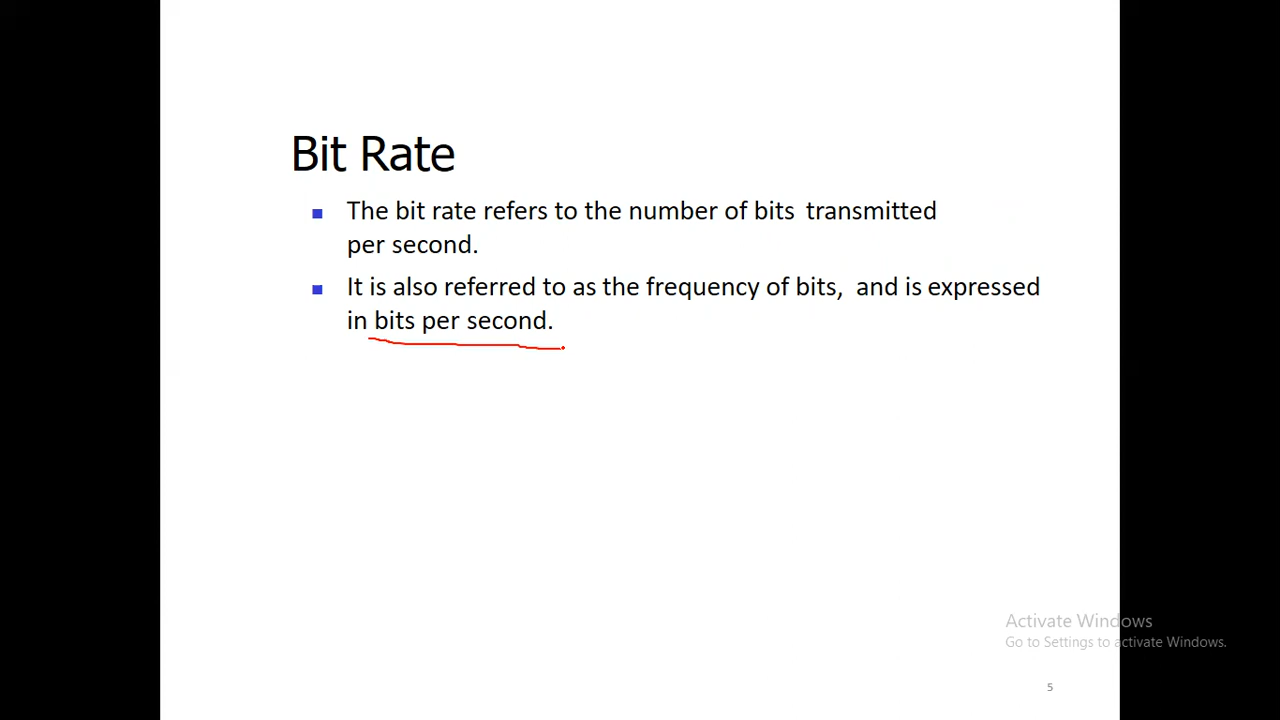 Bit Rate
The bit rate refers to the number of bits transmitted
per second.
It is also referred to as the frequency of bits, and is expressed
in bits per second.
Activate Windows
Go to Settings to activate Windows.
5